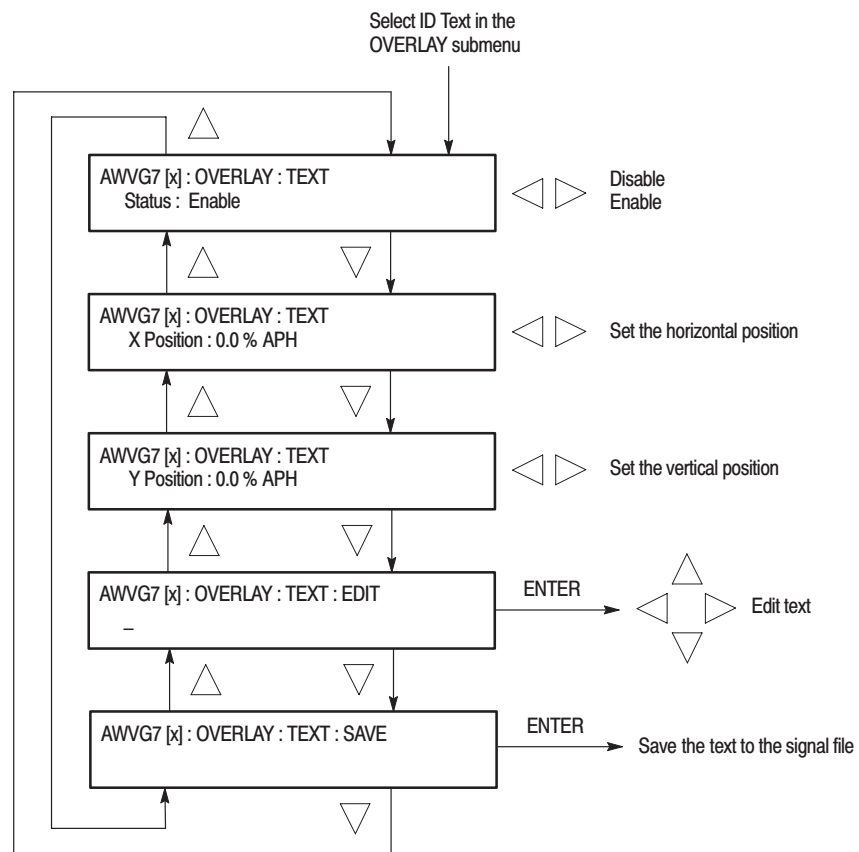 Select ID Text in the
OVERLAY submenu
AWVG7 [x] : OVERLAY : TEXT
Status : Enable
Disable
Enable
AWVG7 [x] : OVERLAY : TEXT
X Position : 0.0 % APH
Set the horizontal position
AWVG7 [x] : OVERLAY : TEXT
Y Position : 0.0 % APH
Set the vertical position
AWVG7 [x] : OVERLAY : TEXT : EDIT
_
ENTER
Edit text
AWVG7 [x] : OVERLAY : TEXT : SAVE
ENTER
Save the text to the signal file